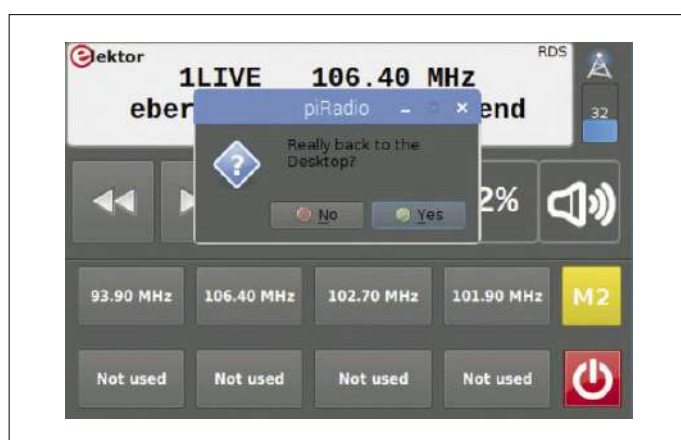 elektor
RDS
1LIVE 106.40 MHz
eber end
32
piRadio
Really back to the
Desktop?
No Yes
2%
93.90 MHz 106.40 MHz 102.70 MHz 101.90 MHz M2
Not used Not used Not used Not used